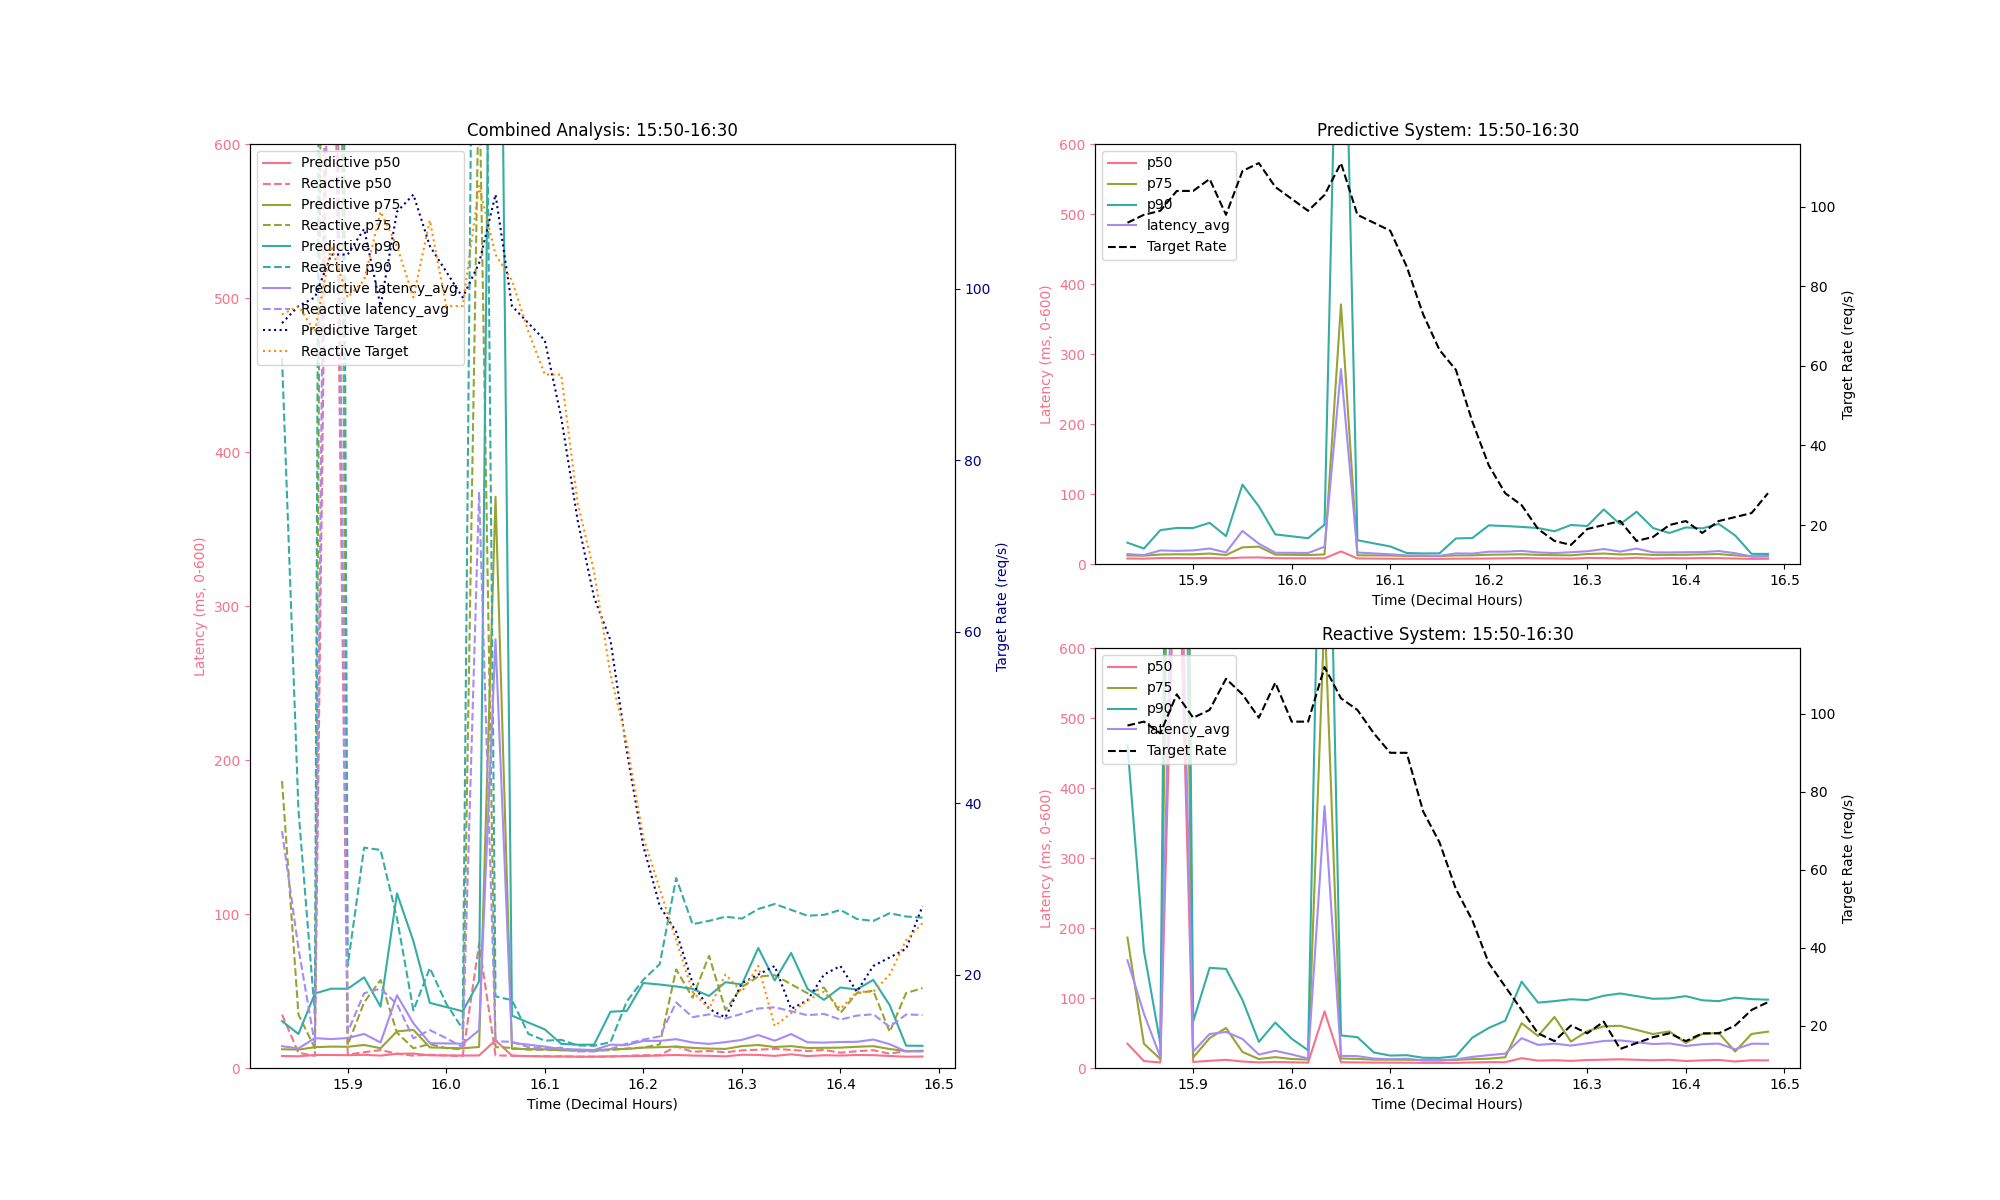 Combined Analysis: 15:50-16:30
Predictive p50
Reactive p50
Predictive p75
Reactive p75
Predictive p90
Reactive p90
Predictive latency_avg
Reactive latency_avg
Predictive Target
Reactive Target
600
500
400
300
200
100
0
Latency (ms, 0-600)
100
80
60
40
20
Target Rate (req/s)
15.9 16.0 16.1 16.2 16.3 16.4 16.5
Time (Decimal Hours)
Predictive System: 15:50-16:30
p50
p75
p90
latency_avg
Target Rate
600
500
400
300
200
100
0
Latency (ms, 0-600)
100
80
60
40
20
Target Rate (req/s)
15.9 16.0 16.1 16.2 16.3 16.4 16.5
Time (Decimal Hours)
Reactive System: 15:50-16:30
p50
p75
p90
latency_avg
Target Rate
600
500
400
300
200
100
0
Latency (ms, 0-600)
100
80
60
40
20
Target Rate (req/s)
15.9 16.0 16.1 16.2 16.3 16.4 16.5
Time (Decimal Hours)